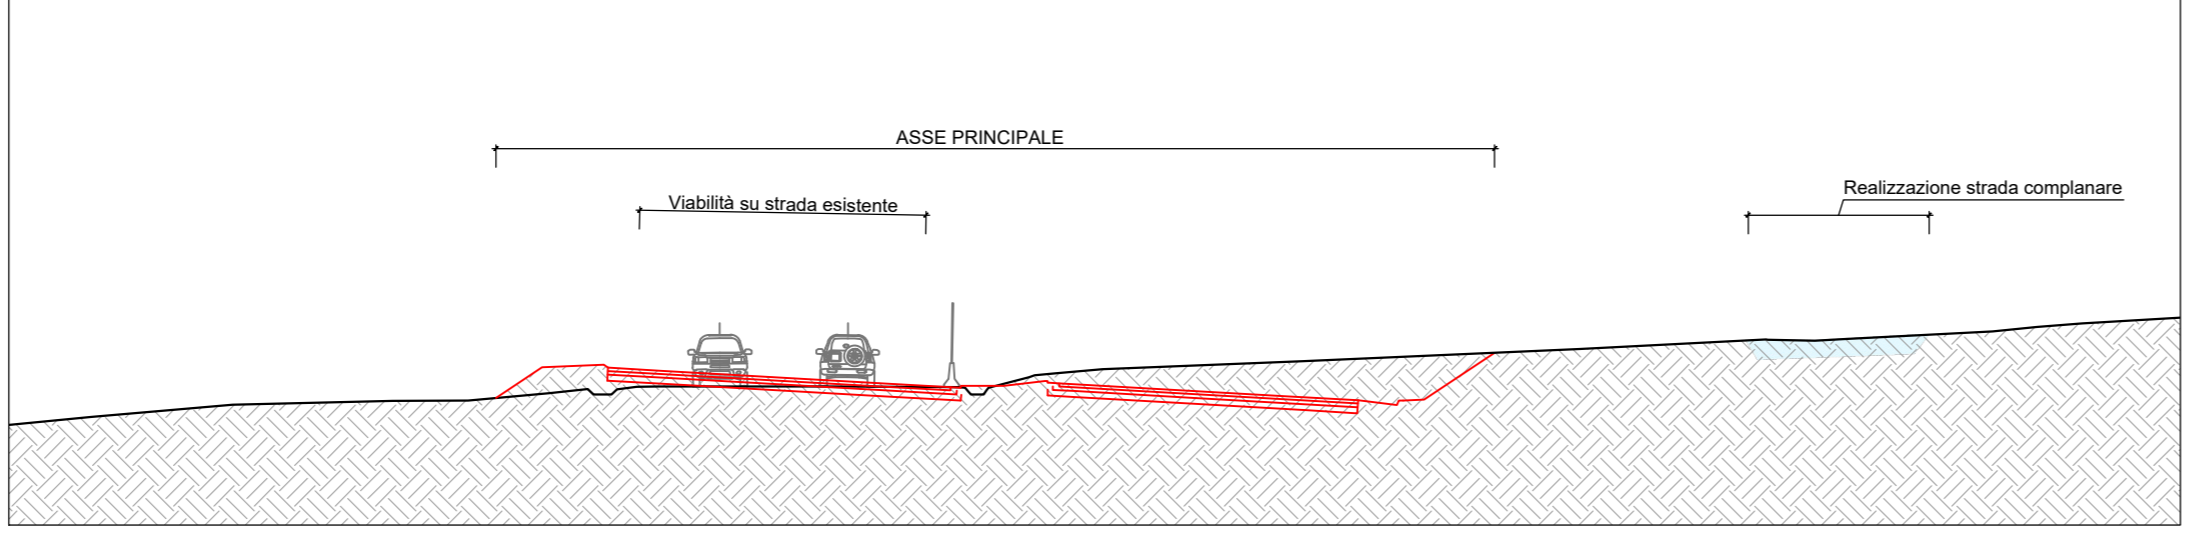 ASSE PRINCIPALE
Viabilità su strada esistente
Realizzazione strada complanare